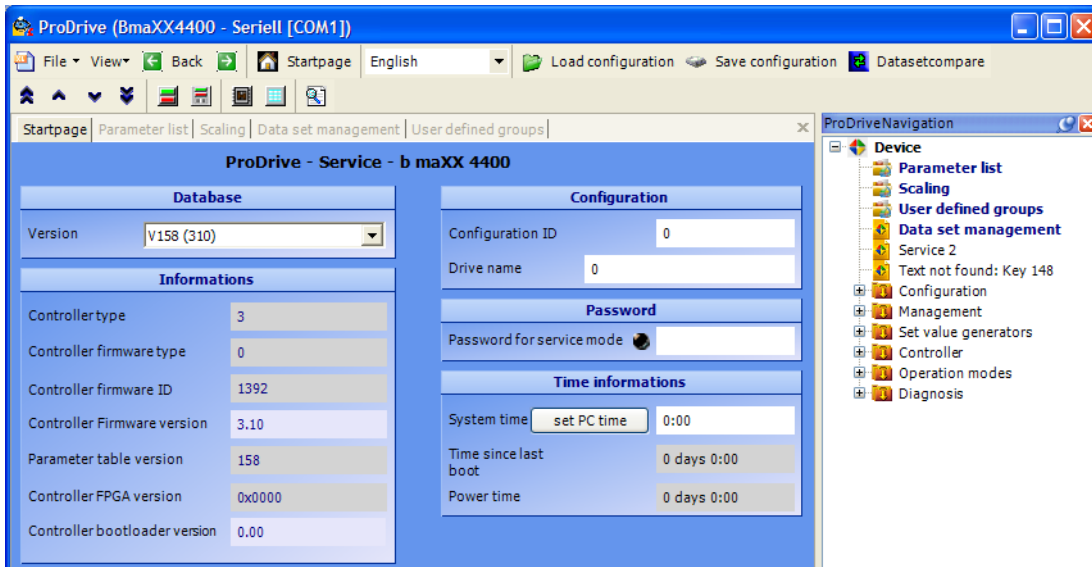 ProDrive (BmaXX4400 - Seriell [COM1])
File View Back Startpage English Load configuration Save configuration Datasetcompare
Startpage Parameter list Scaling Data set management User defined groups
ProDrive - Service - b maXX 4400
Database
Version V158 (310)
Informations
Controllertype 3
Controller firmware type 0
Controller firmware ID 1392
Controller Firmware version 3.10
Parameter table version 158
Controller FPGA version 0x0000
Controller bootloader version 0.00
Configuration
Configuration ID 0
Drive name 0
Password
Password for service mode
Time informations
System time set PC time 0:00
Time since last
boot 0 days 0:00
Power time 0 days 0:00
ProDriveNavigation
Device
Parameter list
Scaling
User defined groups
Data set management
Service 2
Text not found: Key 148
Configuration
Management
Set value generators
Controller
Operation modes
Diagnosis